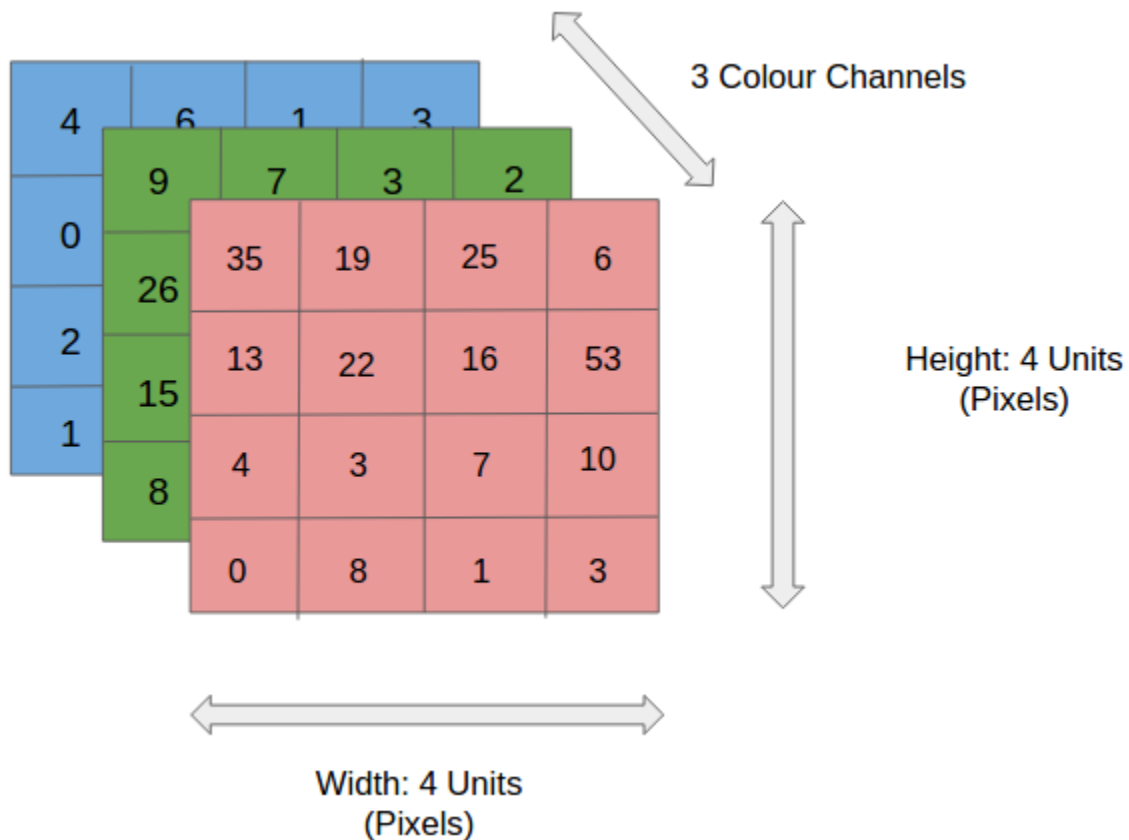 3 Colour Channels
4 6 1 3
0
2
1
9 7 3 2
26
15
8
35 19 25 6
13 22 16 53
4 3 7 10
0 8 1 3
Height: 4 Units
(Pixels)
Width: 4 Units
(Pixels)